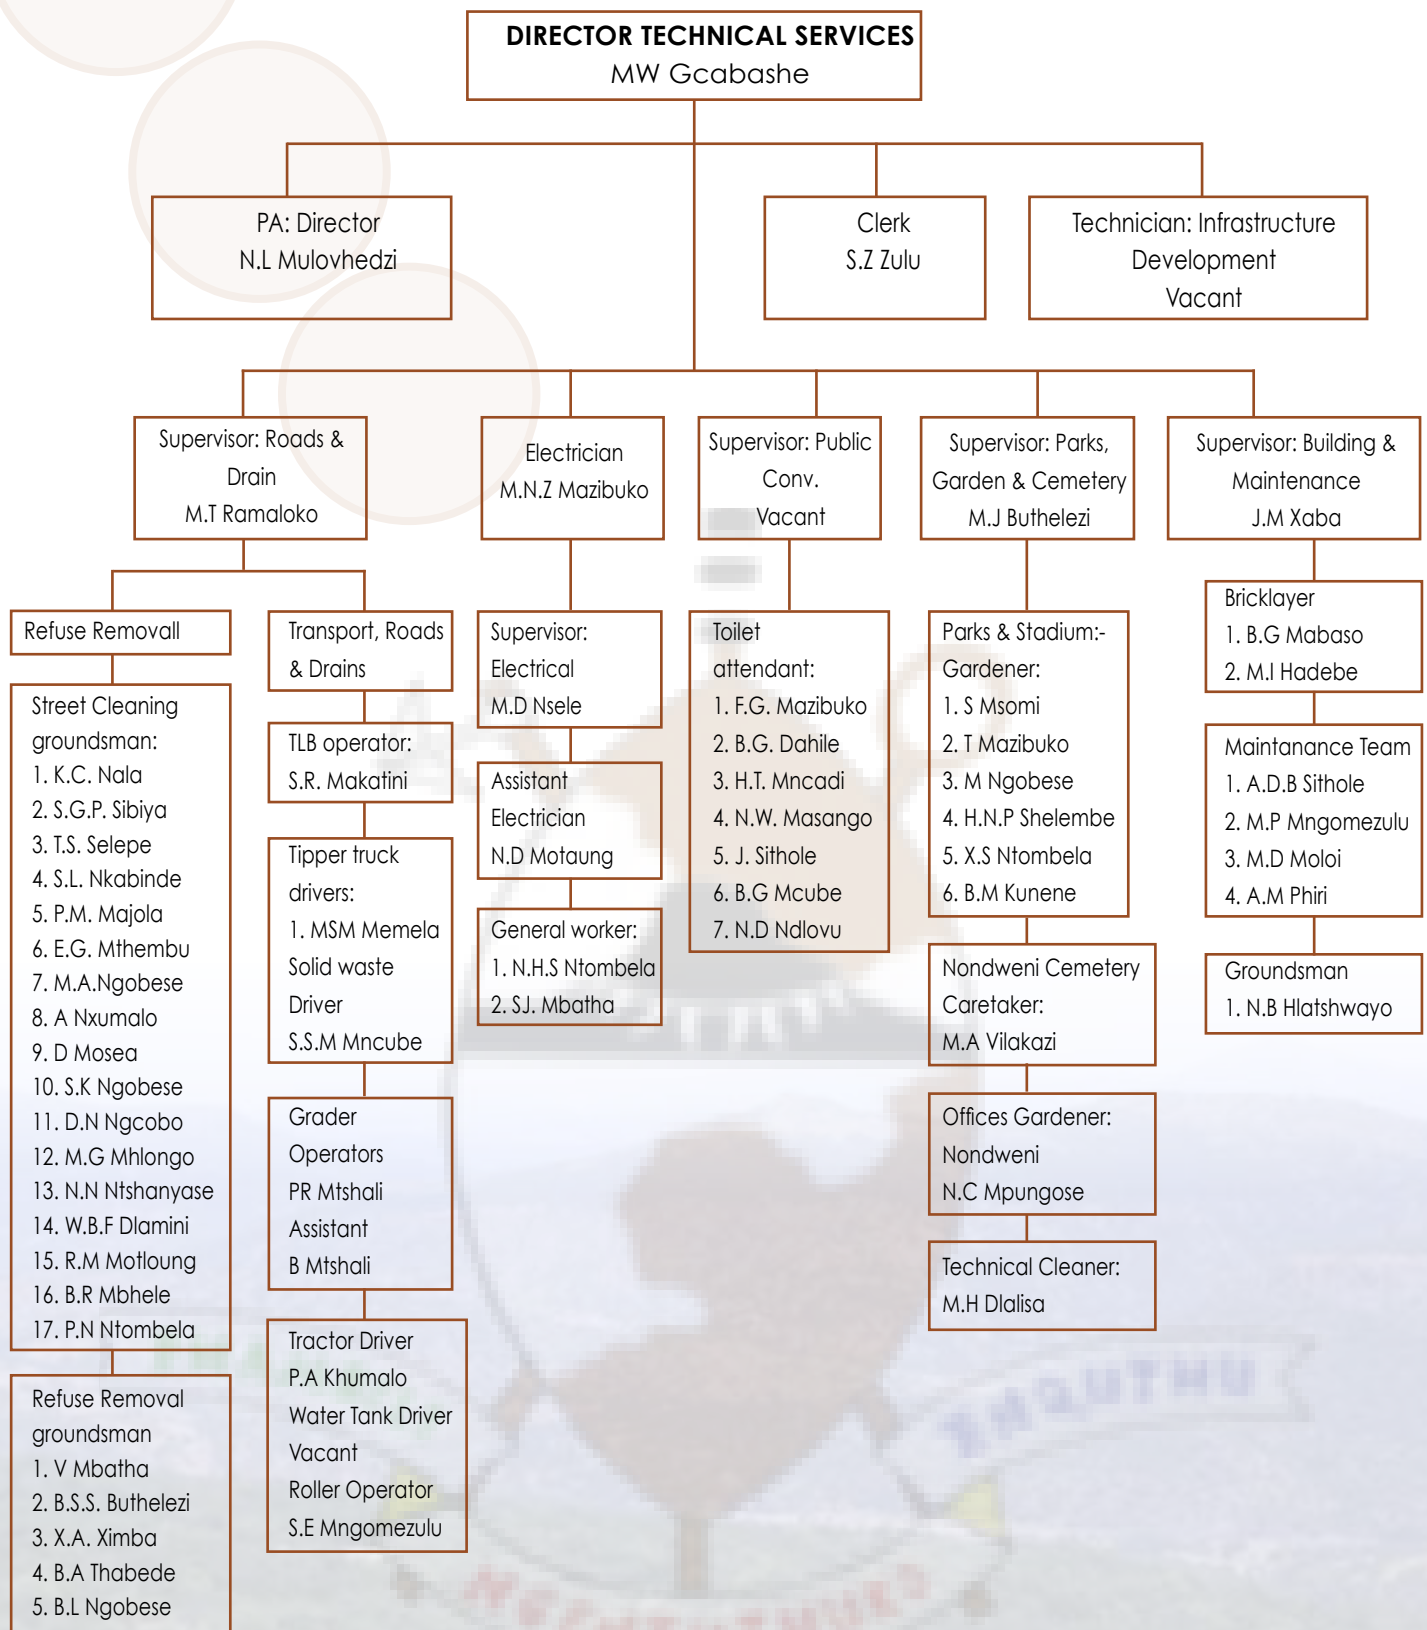 DIRECTOR TECHNICAL SERVICES
MW Gcabashe
PA: Director
N.L Mulovhedzi
Clerk
S.Z Zulu
Technician: Infrastructure
Development
Vacant
Supervisor: Roads &
Drain
M.T Ramaloko
Electrician
M.N.Z Mazibuko
Supervisor: Public
Conv.
Vacant
Supervisor: Parks,
Garden & Cemetery
M.J Buthelezi
Supervisor: Building &
Maintenance
J.M Xaba
Refuse Removall
Street Cleaning
groundsman:
1. K.C. Nala
2. S.G.P. Sibiya
3. T.S. Selepe
4. S.L. Nkabinde
5. P.M. Majola
6. E.G. Mthembu
7. M.A.Ngobese
8. A Nxumalo
9. D Mosea
10. S.K Ngobese
11. D.N Ngcobo
12. M.G Mhlongo
13. N.N Ntshanyase
14. W.B.F Dlamini
15. R.M Motloung
16. B.R Mbhele
17. P.N Ntombela
Refuse Removal
groundsman
1. V Mbatha
2. B.S.S. Buthelezi
3. X.A. Ximba
4. B.A Thabede
5. B.L Ngobese
Transport, Roads
& Drains
TLB operator:
S.R. Makatini
Tipper truck
drivers:
1. MSM Memela
Solid waste
Driver
S.S.M Mncube
Grader
Operators
PR Mtshali
Assistant
B Mtshali
Tractor Driver
P.A Khumalo
Water Tank Driver
Vacant
Roller Operator
S.E Mngomezulu
Supervisor:
Electrical
M.D Nsele
Assistant
Electrician
N.D Motaung
General worker:
1. N.H.S Ntombela
2. SJ. Mbatha
Toilet
attendant:
1. F.G. Mazibuko
2. B.G. Dahile
3. H.T. Mncadi
4. N.W. Masango
5. J. Sithole
6. B.G Mcube
7. N.D Ndlovu
Parks & Stadium:-
Gardener:
1. S Msomi
2. T Mazibuko
3. M Ngobese
4. H.N.P Shelembe
5. X.S Ntombela
6. B.M Kunene
Nondweni Cemetery
Caretaker:
M.A Vilakazi
Offices Gardener:
Nondweni
N.C Mpungose
Technical Cleaner:
M.H Dlalisa
Bricklayer
1. B.G Mabaso
2. M.I Hadebe
Maintanance Team
1. A.D.B Sithole
2. M.P Mngomezulu
3. M.D Moloi
4. A.M Phiri
Groundsman
1. N.B Hlatshwayo